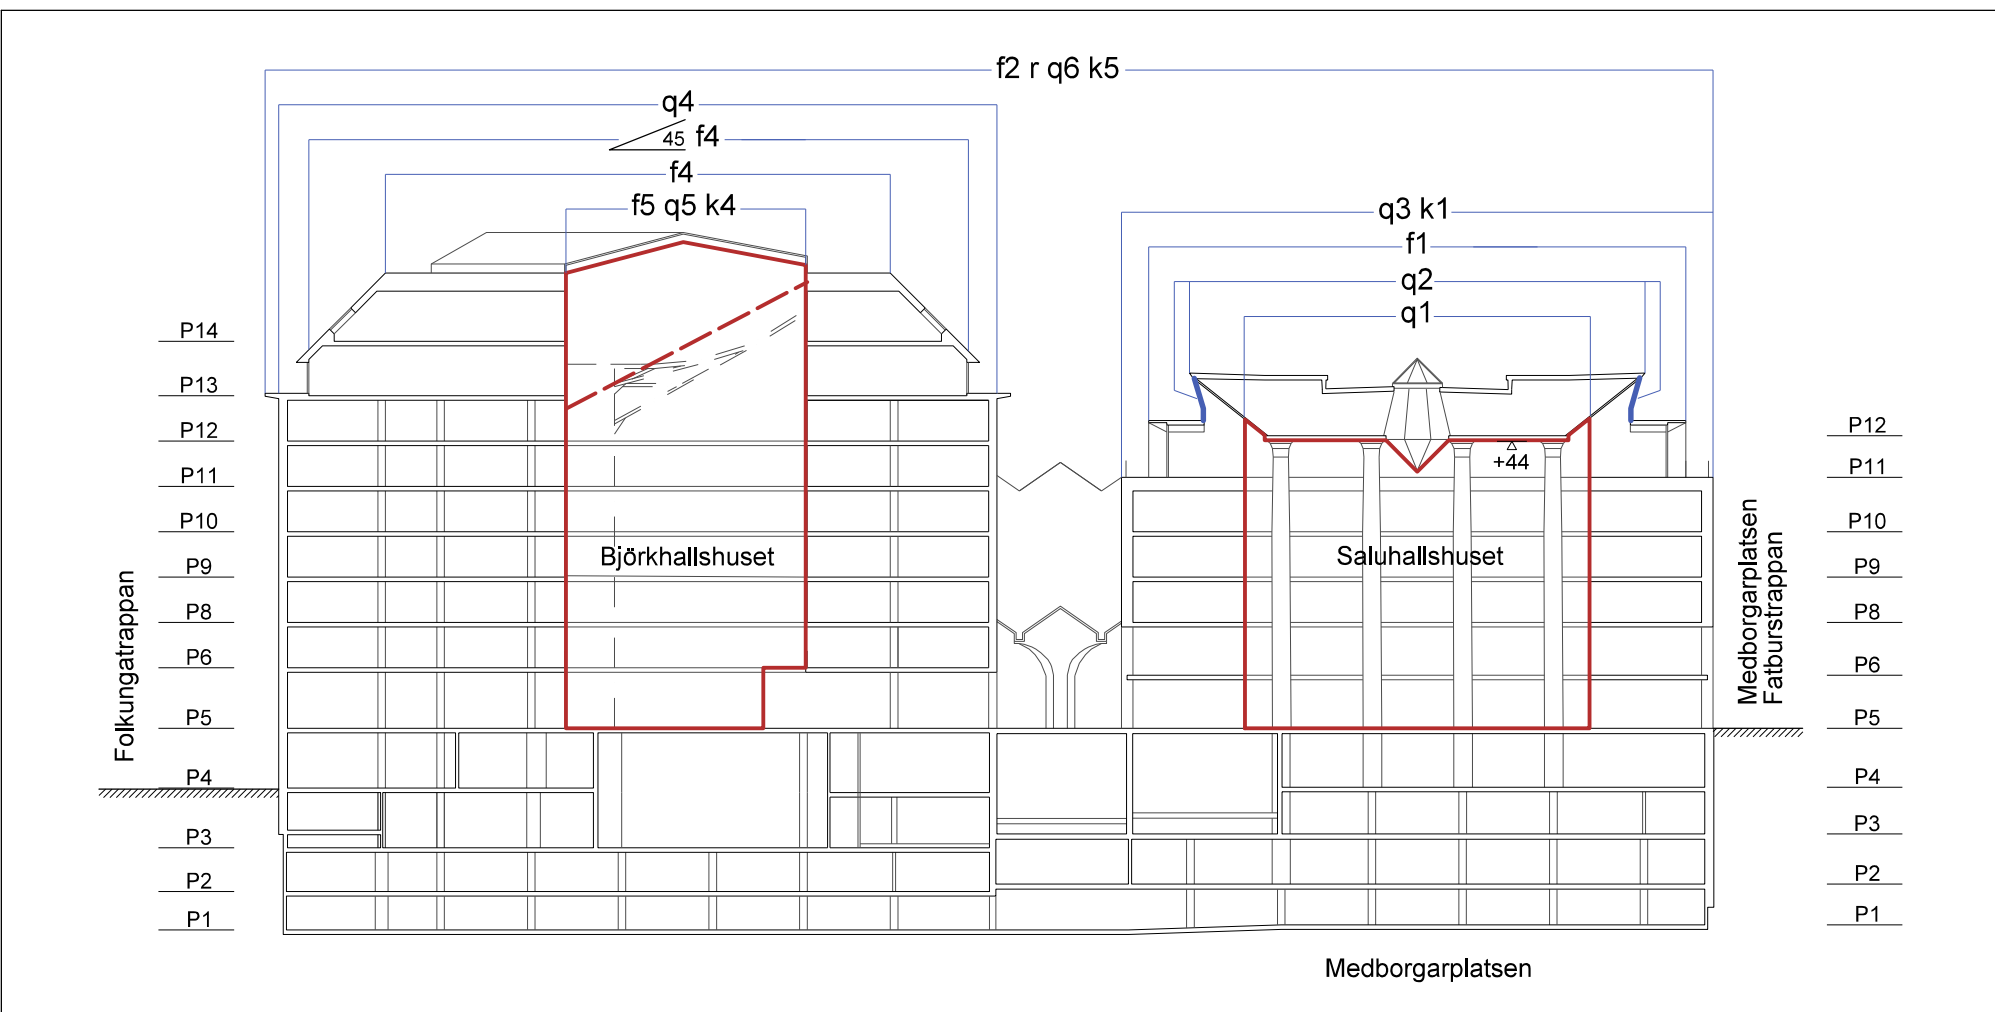 f2 r q6 k5
q4
45 f4
f4
f5 q5 k4
q3 k1
f1
q2
q1
P14
P13
P12
P11
P10
P9
P8
P6
P5
P4
P3
P2
P1
Folkungatrappan
Björkhallshuset
+44
Saluhallshuset
Medborgarplatsen
Fatburstrappan
P12
P11
P10
P9
P8
P6
P5
P4
P3
P2
P1
Medborgarplatsen